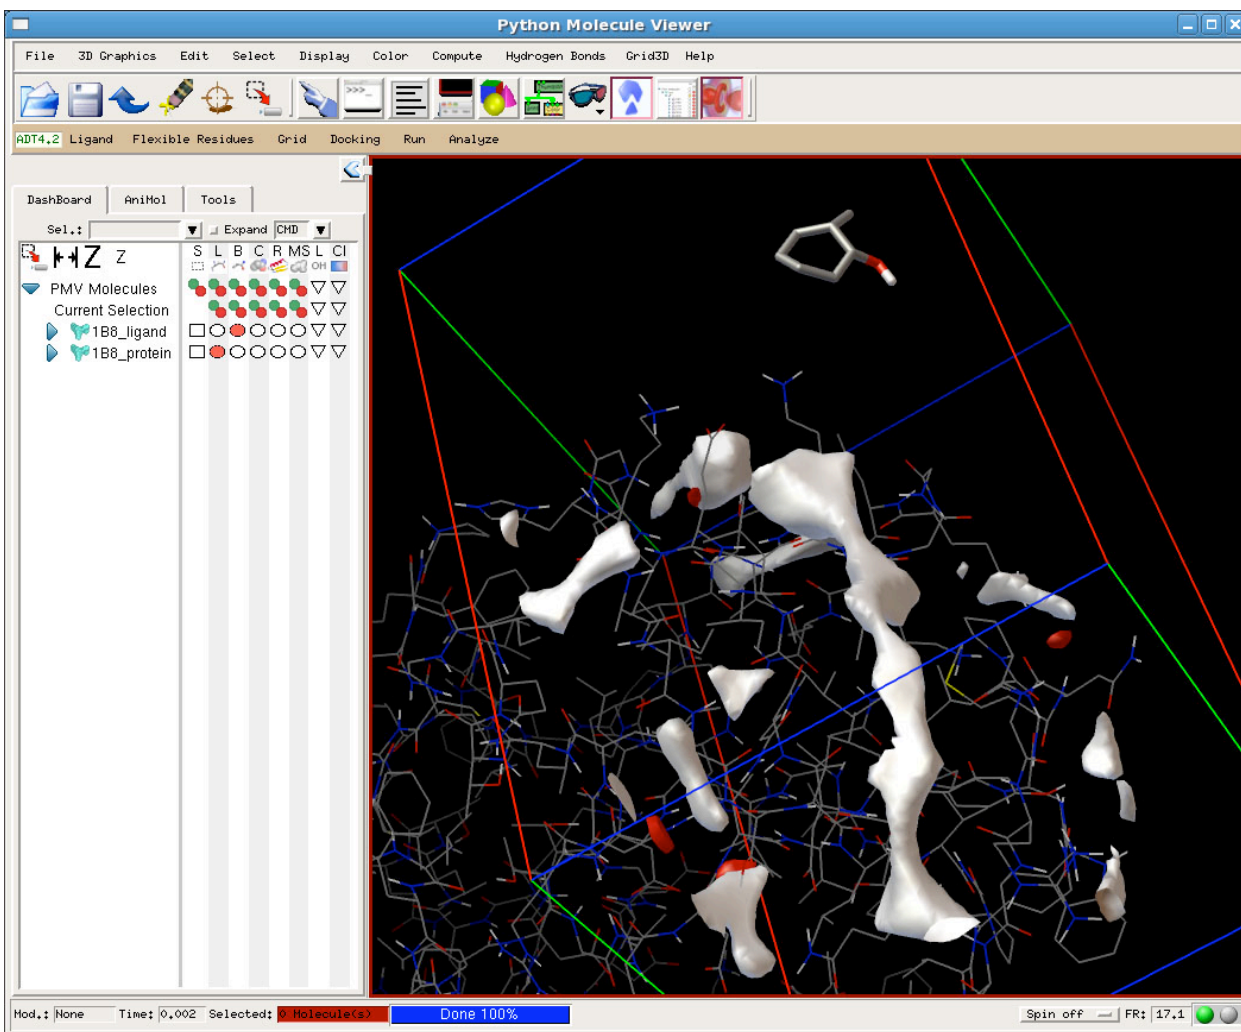 Python Molecule Viewer
File 3D Graphics Edit Select Display Color Compute Hydrogen Bonds Grid3D Help
>>>_
ADT4.2 Ligand Flexible Residues Grid Docking Run Analyze
DashBoard AniMol Tools
Sel.: Expand CMD
Z Z S L B C R MS L Cl
OH
PMV Molecules
Current Selection
1B8_ligand
1B8_protein
Mod.: None Time: 0.002 Selected: 0 Molecule(s) Done 100% Spin off FR: 17.1